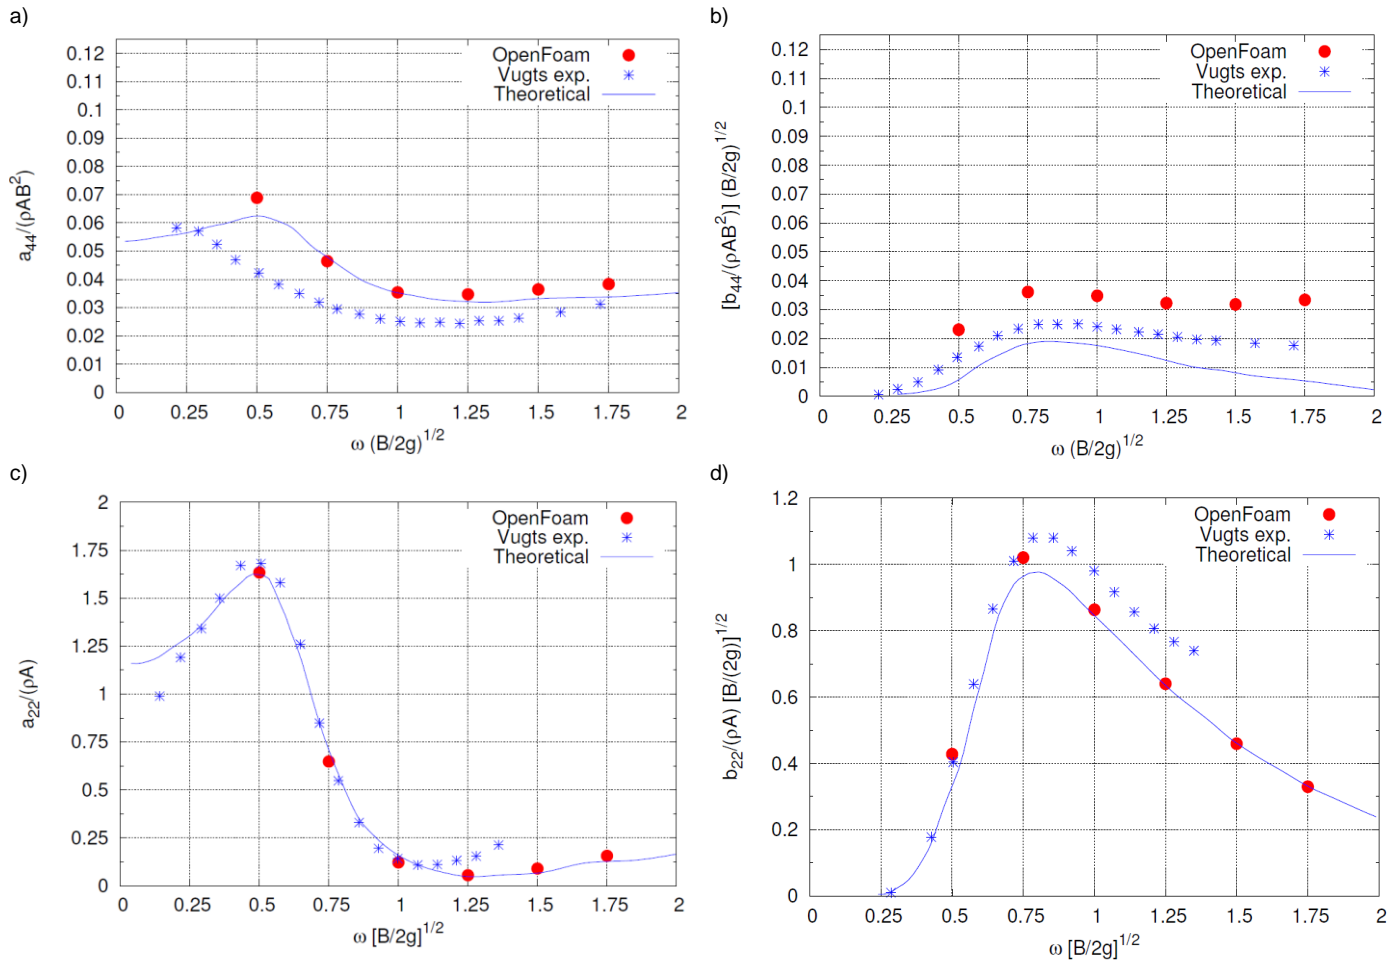 a)
0.12
0.11
0.1
0.09
0.08
0.07
0.06
0.05
0.04
0.03
0.02
0.01
0
a44/(ρAB²)
OpenFoam
Vugts exp.
Theoretical
0 0.25 0.5 0.75 1 1.25 1.5 1.75 2
ω (B/2g)^1/2
b)
0.12
0.11
0.1
0.09
0.08
0.07
0.06
0.05
0.04
0.03
0.02
0.01
0
[b44/(ρAB²)] (B/2g)^1/2
OpenFoam
Vugts exp.
Theoretical
0 0.25 0.5 0.75 1 1.25 1.5 1.75 2
ω (B/2g)^1/2
c)
2
1.75
1.5
1.25
1
0.75
0.5
0.25
0
a22/(ρA)
OpenFoam
Vugts exp.
Theoretical
0 0.25 0.5 0.75 1 1.25 1.5 1.75 2
ω [B/2g]^1/2
d)
1.2
1
0.8
0.6
0.4
0.2
0
b22/(ρA) [B/(2g)]^1/2
OpenFoam
Vugts exp.
Theoretical
0 0.25 0.5 0.75 1 1.25 1.5 1.75 2
ω [B/2g]^1/2